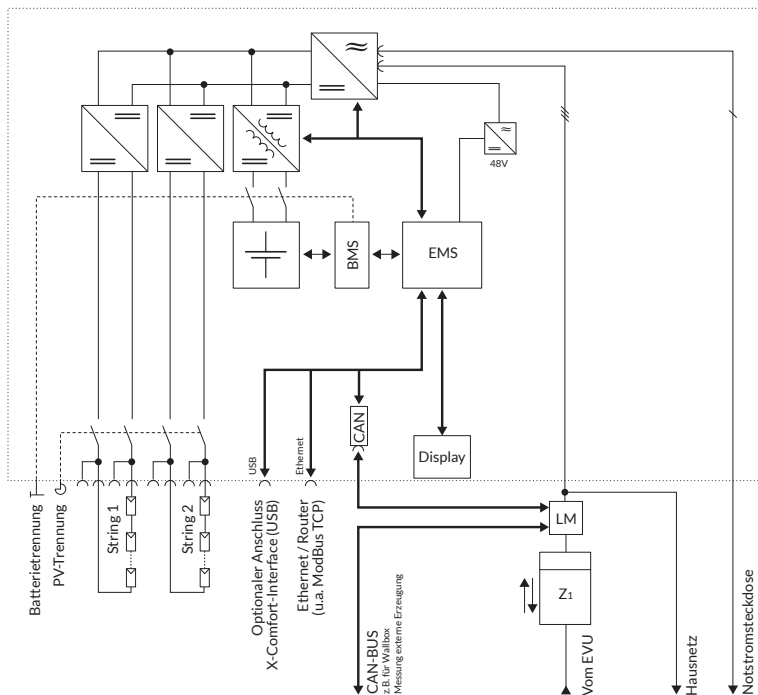 48V
BMS
EMS
CAN
Display
USB
Ethernet
Batterietrennung
PV-Trennung
String 1
String 2
Optionaler Anschluss
X-Comfort-Interface (USB)
Ethernet / Router
(u.a. ModBus TCP)
CAN-BUS
z.B. für Wallbox
Messung externe Erzeugung
LM
Z1
Vom EVU
Hausnetz
Notstromsteckdose